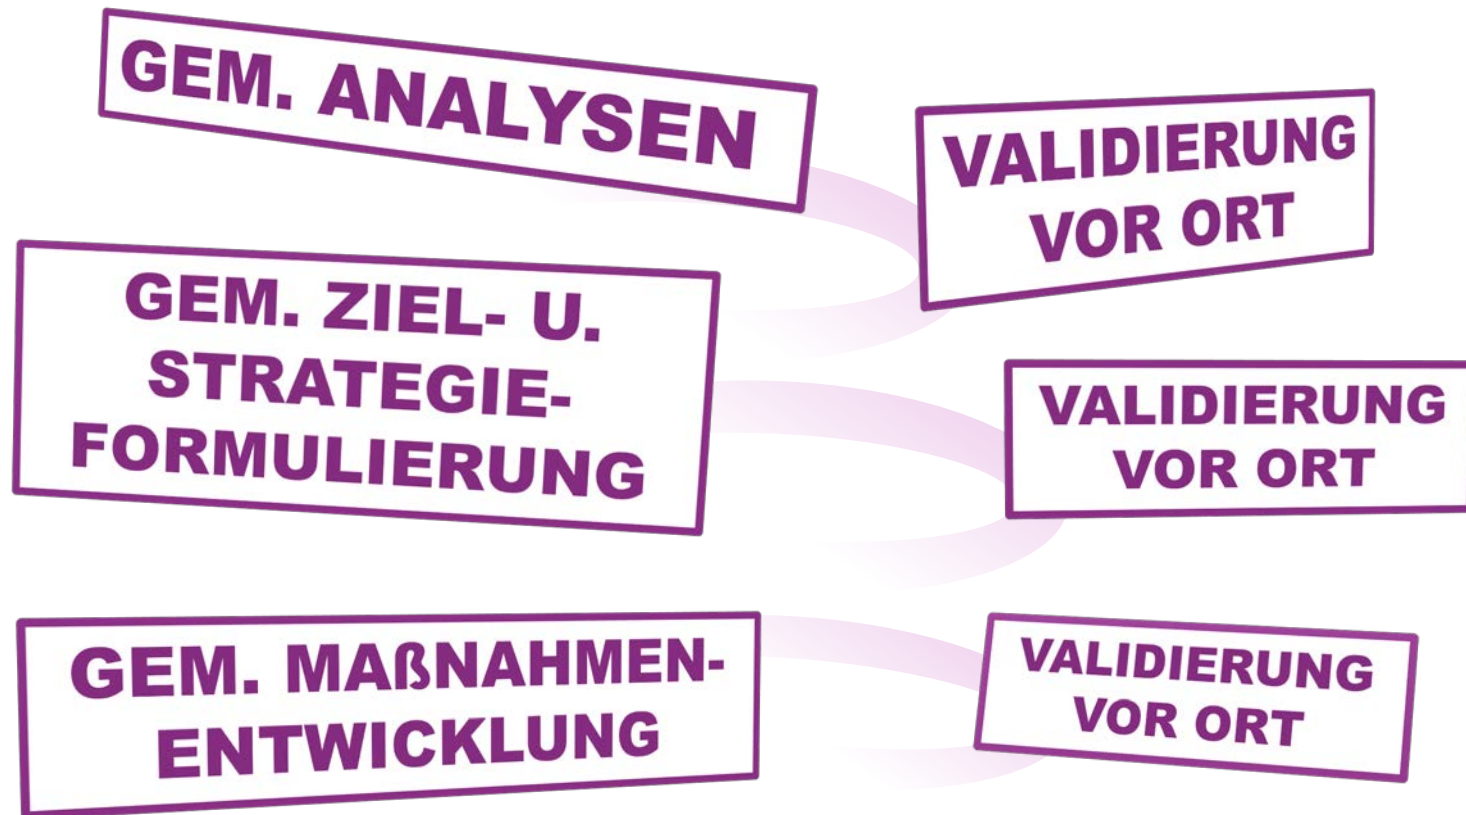 GEM. ANALYSEN
VALIDIERUNG
VOR ORT
GEM. ZIEL- U.
STRATEGIE-
FORMULIERUNG
VALIDIERUNG
VOR ORT
GEM. MAßNAHMEN-
ENTWICKLUNG
VALIDIERUNG
VOR ORT